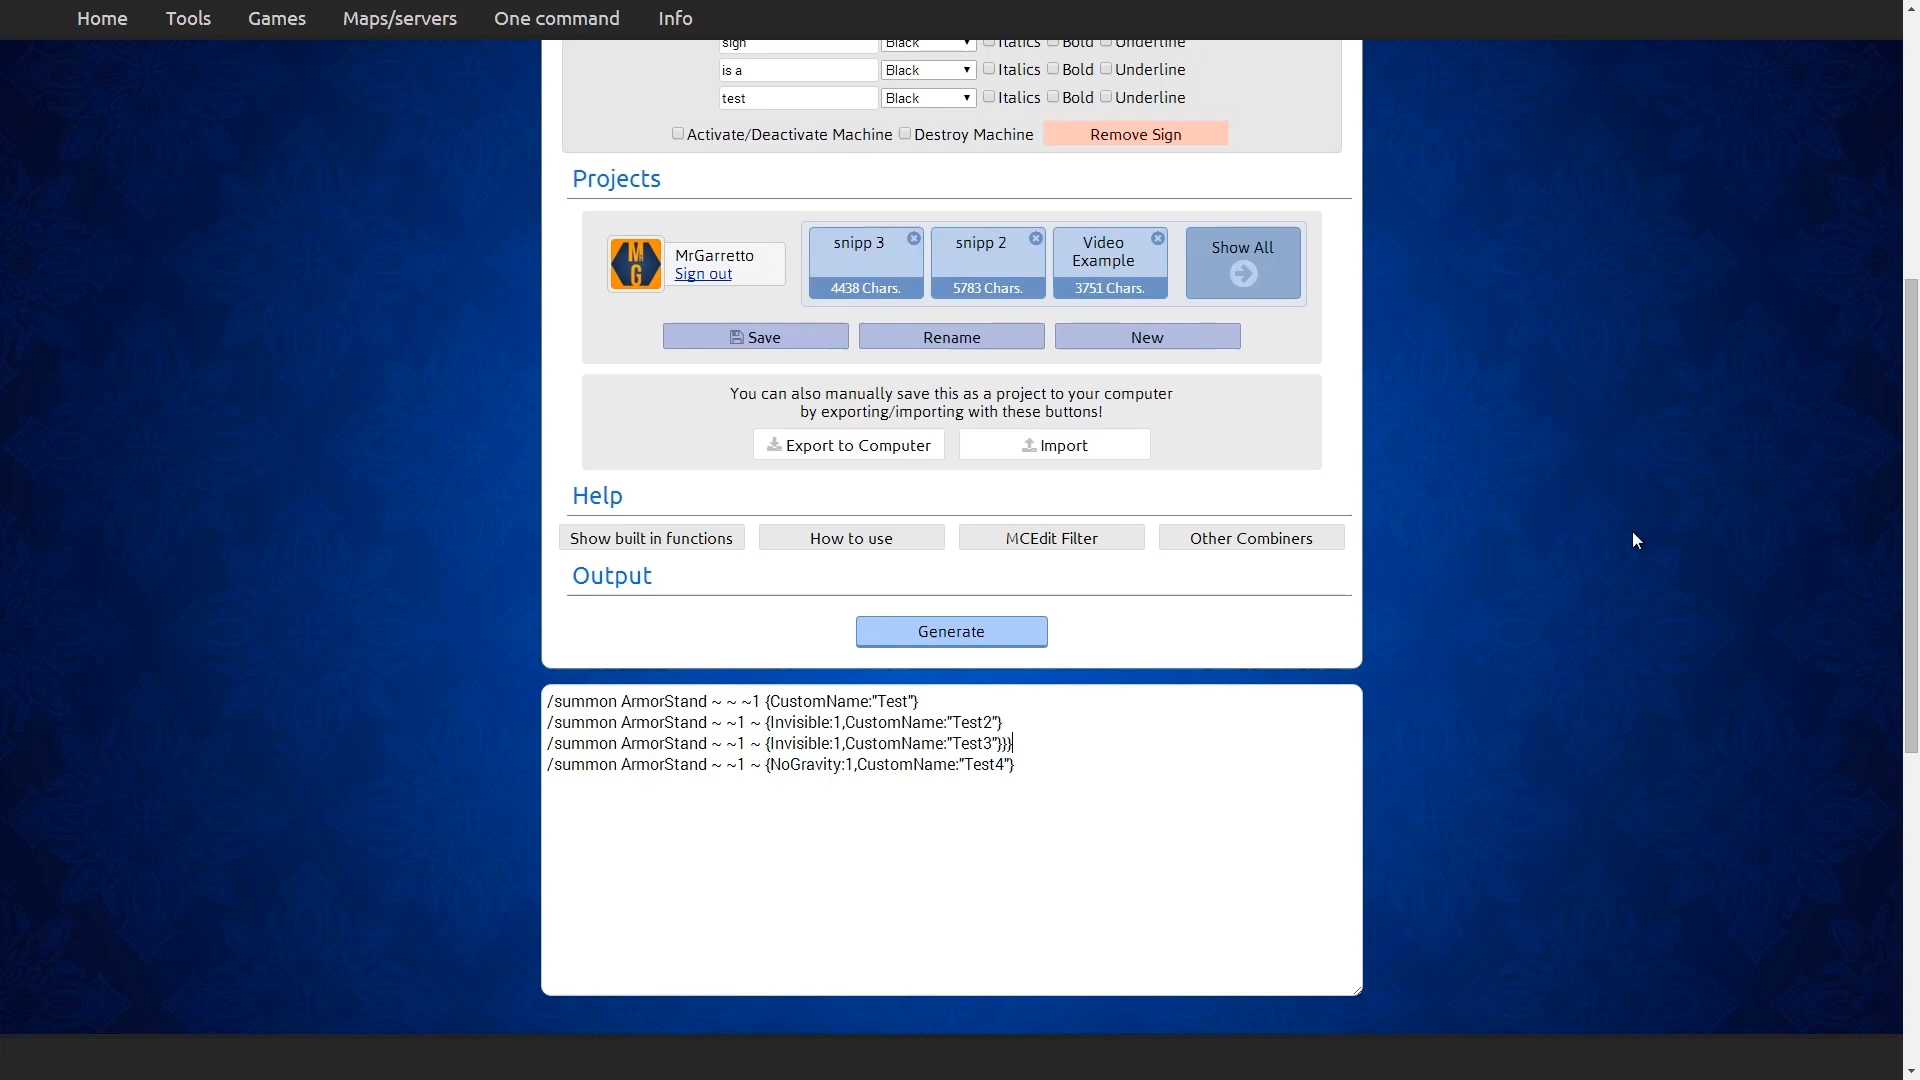 Home Tools Games Maps/servers One command Info
sign Black Italics Bold Underline
is a Black Italics Bold Underline
test Black Italics Bold Underline
Activate/Deactivate Machine Destroy Machine Remove Sign
Projects
MrGarretto
Sign out
snipp 3
4438 Chars.
snipp 2
5783 Chars.
Video
Example
3751 Chars.
Show All
Save Rename New
You can also manually save this as a project to your computer
by exporting/importing with these buttons!
Export to Computer Import
Help
Show built in functions How to use MCEdit Filter Other Combiners
Output
Generate
/summon ArmorStand ~ ~ ~1 {CustomName:"Test"}
/summon ArmorStand ~ ~1 ~ {Invisible:1,CustomName:"Test2"}
/summon ArmorStand ~ ~1 ~ {Invisible:1,CustomName:"Test3"}}}
/summon ArmorStand ~ ~1 ~ {NoGravity:1,CustomName:"Test4"}